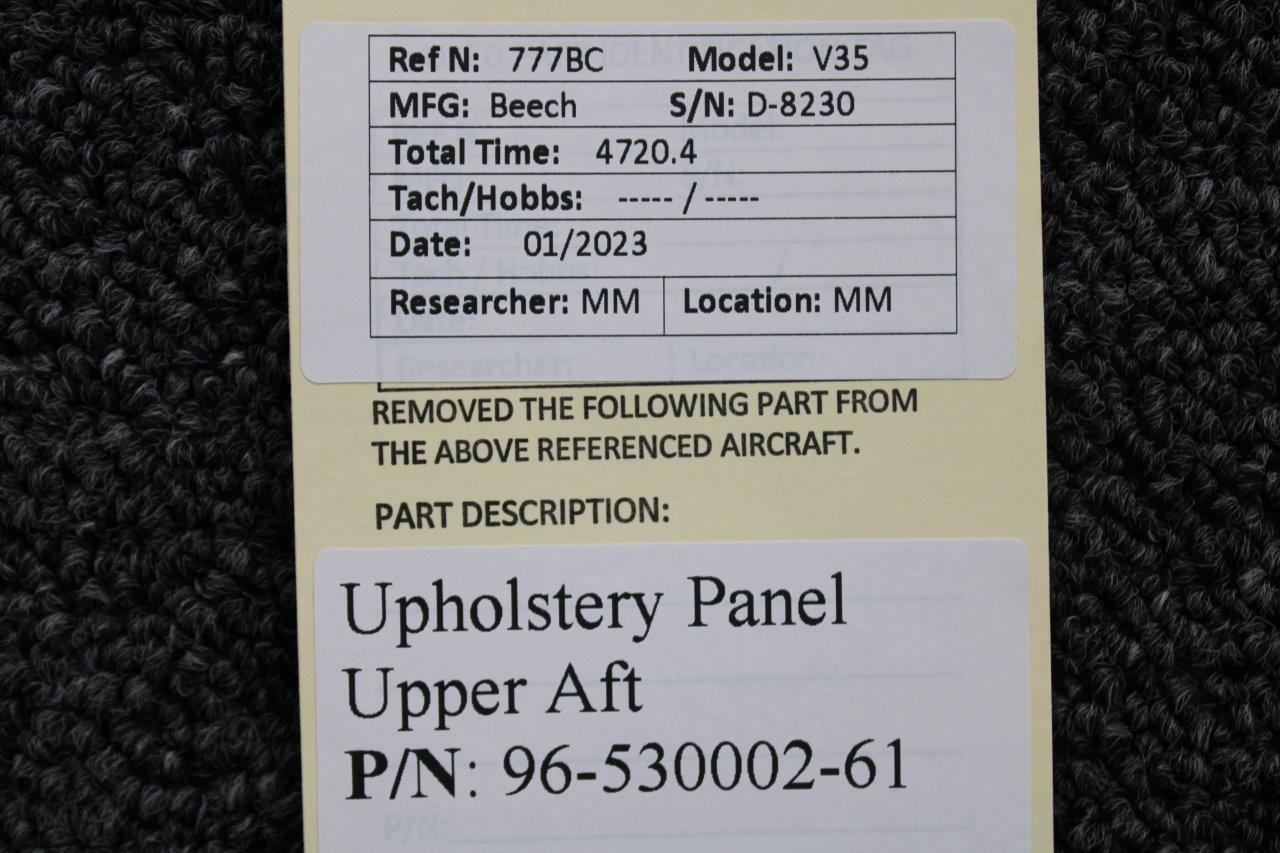 Ref N: 777BC Model: V35
MFG: Beech S/N: D-8230
Total Time: 4720.4
Tach/Hobbs: ----- / -----
Date: 01/2023
Researcher: MM Location: MM
Researcher: Location:
REMOVED THE FOLLOWING PART FROM
THE ABOVE REFERENCED AIRCRAFT.
PART DESCRIPTION:
Upholstery Panel
Upper Aft
P/N: 96-530002-61
P/N: